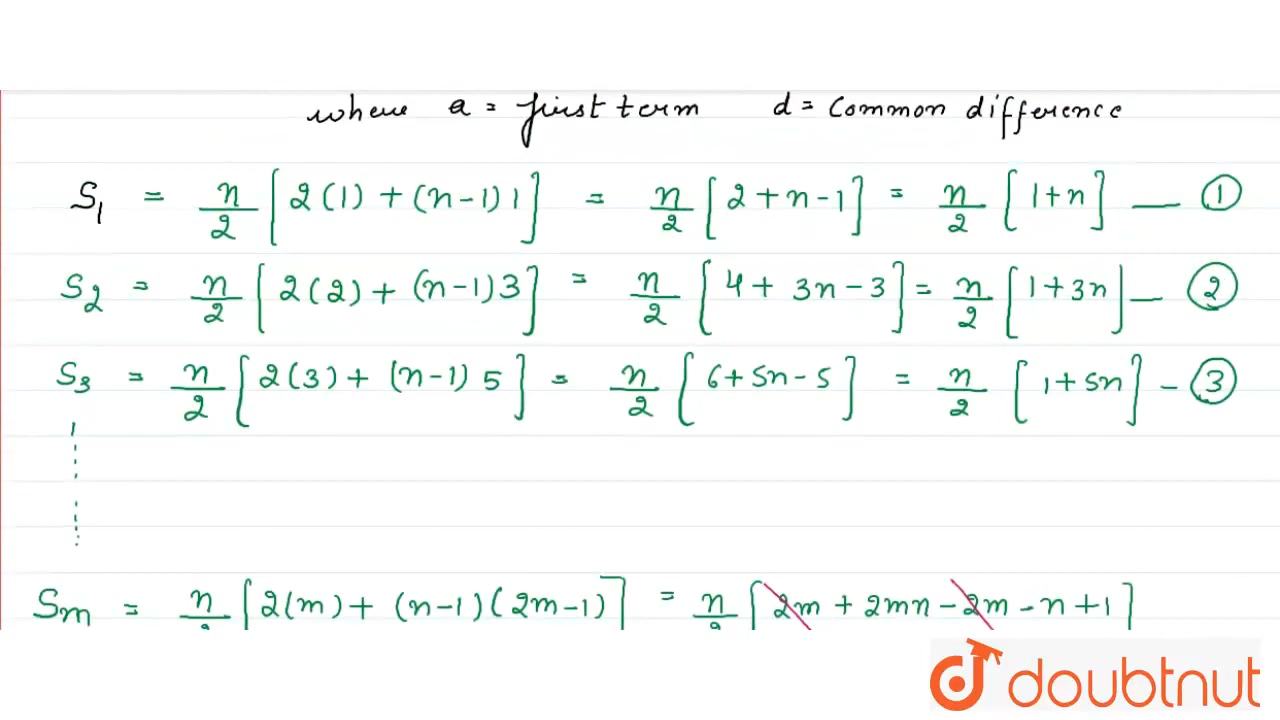 where a = first term d = common difference
S₁ = n/2 [2(1) + (n-1)1] = n/2 [2+n-1] = n/2 [1+n] — ①
S₂ = n/2 [2(2) + (n-1)3] = n/2 [4+ 3n-3] = n/2 [1+3n] — ②
S₃ = n/2 [2(3) + (n-1) 5] = n/2 [6+5n-5] = n/2 [1+5n] — ③
Sm = n/2 [2(m) + (n-1)(2m-1)] = n/2 [2m + 2mn - 2m - n + 1]
doubtnut